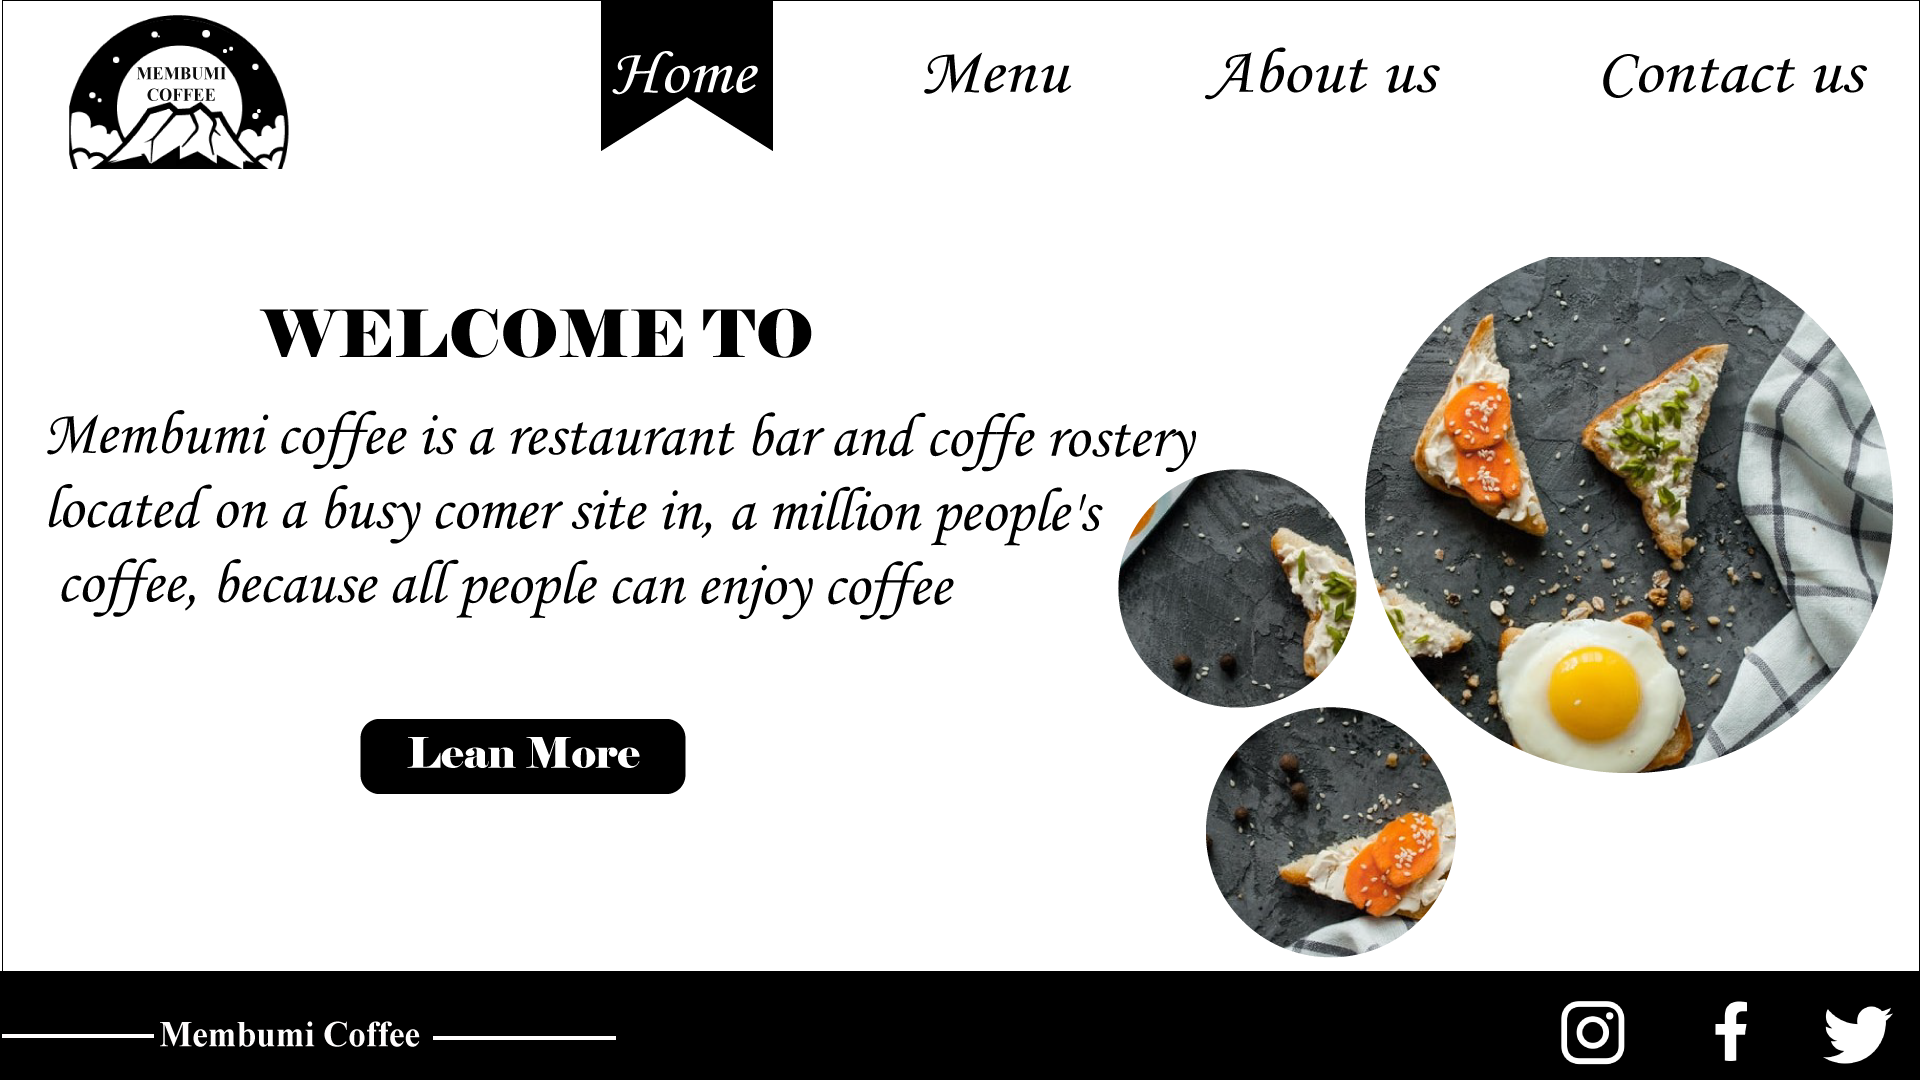 MEMBUMI
COFFEE
Home
Menu
About us
Contact us
WELCOME TO
Membumi coffee is a restaurant bar and coffe rostery
located on a busy comer site in, a million people's
coffee, because all people can enjoy coffee
Lean More
Membumi Coffee